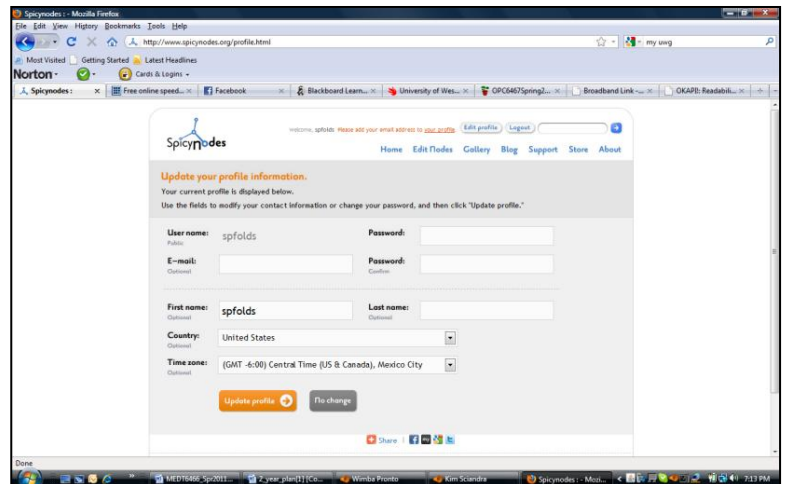 Spicynodes : - Mozilla Firefox
File Edit View History Bookmarks Tools Help
http://www.spicynodes.org/profile.html
my uwg
Most Visited Getting Started Latest Headlines
Norton - Cards & Logins -
Spicynodes : Free online speed... Facebook Blackboard Learn... University of Wes... OPC6467Spring2... Broadband Link -... OKAPI!: Readabili...
Spicynodes
welcome, spfolds Please add your email address to your profile. Edit profile Logout
Home Edit Nodes Gallery Blog Support Store About
Update your profile information.
Your current profile is displayed below.
Use the fields to modify your contact information or change your password, and then click "Update profile."
User name: spfolds Password:
Public
E-mail: Password:
Optional Confirm
First name: spfolds Last name:
Optional Optional
Country: United States
Optional
Time zone: (GMT -6:00) Central Time (US & Canada), Mexico City
Optional
Update profile No change
Share
Done
MEDT6466_Spr2011... 2_year_plan[1] [Co... Wimba Pronto Kim Sciandra Spicynodes : - Mozi... 7:13 PM